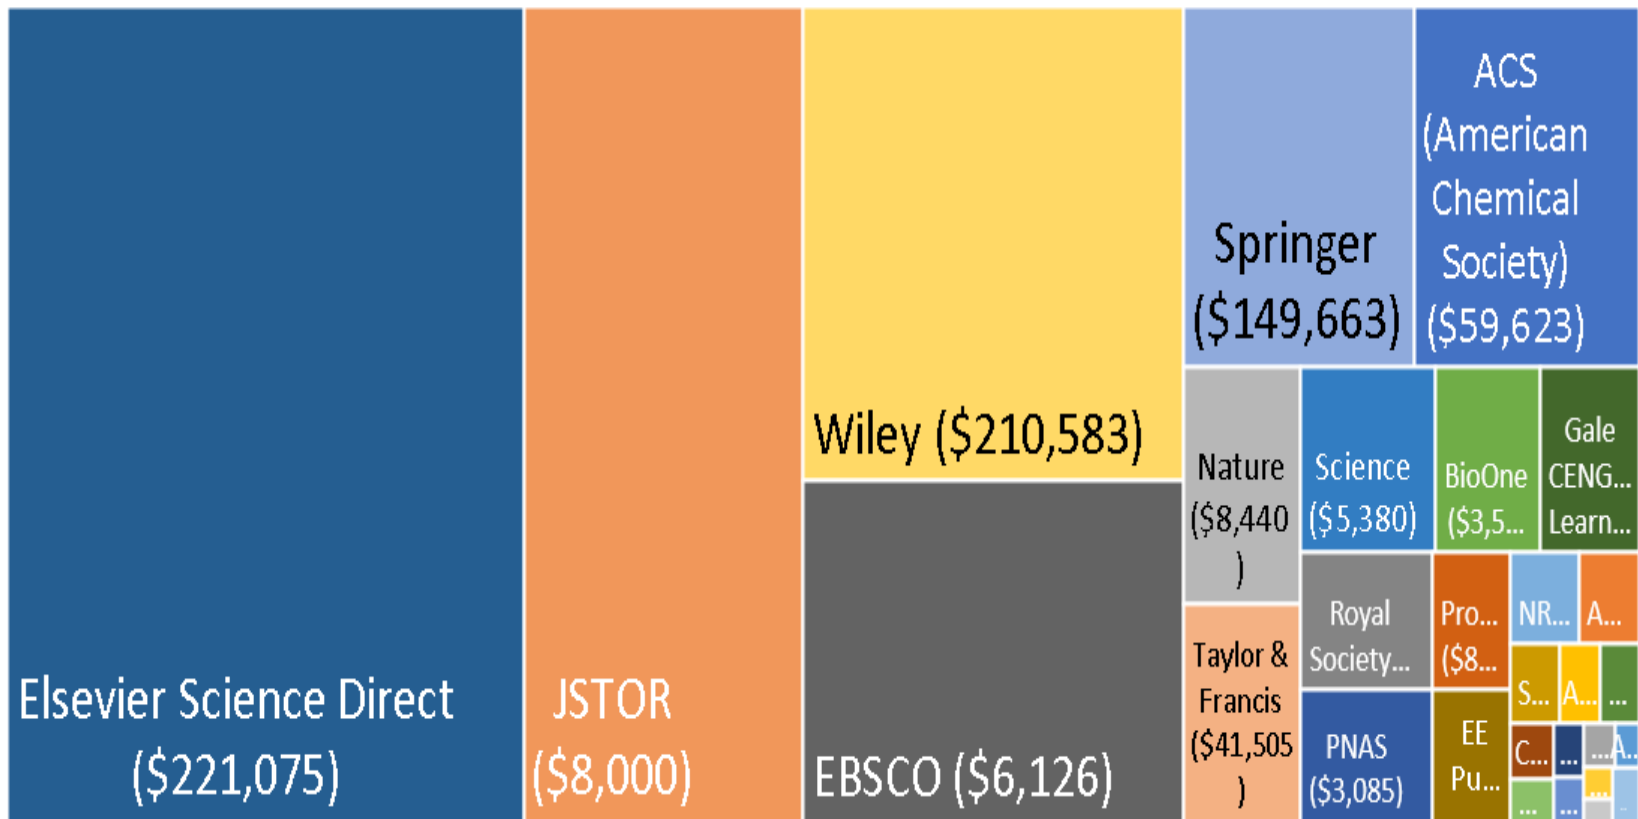 Elsevier Science Direct
($221,075)
JSTOR
($8,000)
Wiley ($210,583)
EBSCO ($6,126)
Springer
($149,663)
ACS
(American
Chemical
Society)
($59,623)
Nature
($8,440
)
Taylor &
Francis
($41,505
)
Science
($5,380)
BioOne
($3,5...
Gale
CENG...
Learn...
Royal
Society...
PNAS
($3,085)
Pro...
($8...
EE
Pu...
NR...
A...
S...
A...
...
C...
...
...
A...
...
...
...